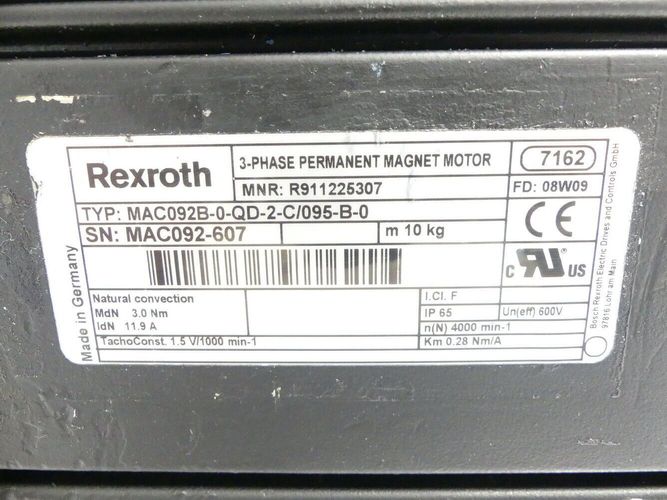 Rexroth
3-PHASE PERMANENT MAGNET MOTOR
7162
MNR: R911225307
FD: 08W09
TYP: MAC092B-0-QD-2-C/095-B-0
SN: MAC092-607
m 10 kg
CE
c RU US
Natural convection
MdN 3.0 Nm
IdN 11.9 A
TachoConst. 1.5 V/1000 min-1
I.Cl. F
IP 65
Un(eff) 600V
n(N) 4000 min-1
Km 0.28 Nm/A
Made in Germany
Bosch Rexroth Electric Drives and Controls GmbH
97816 Lohr am Main